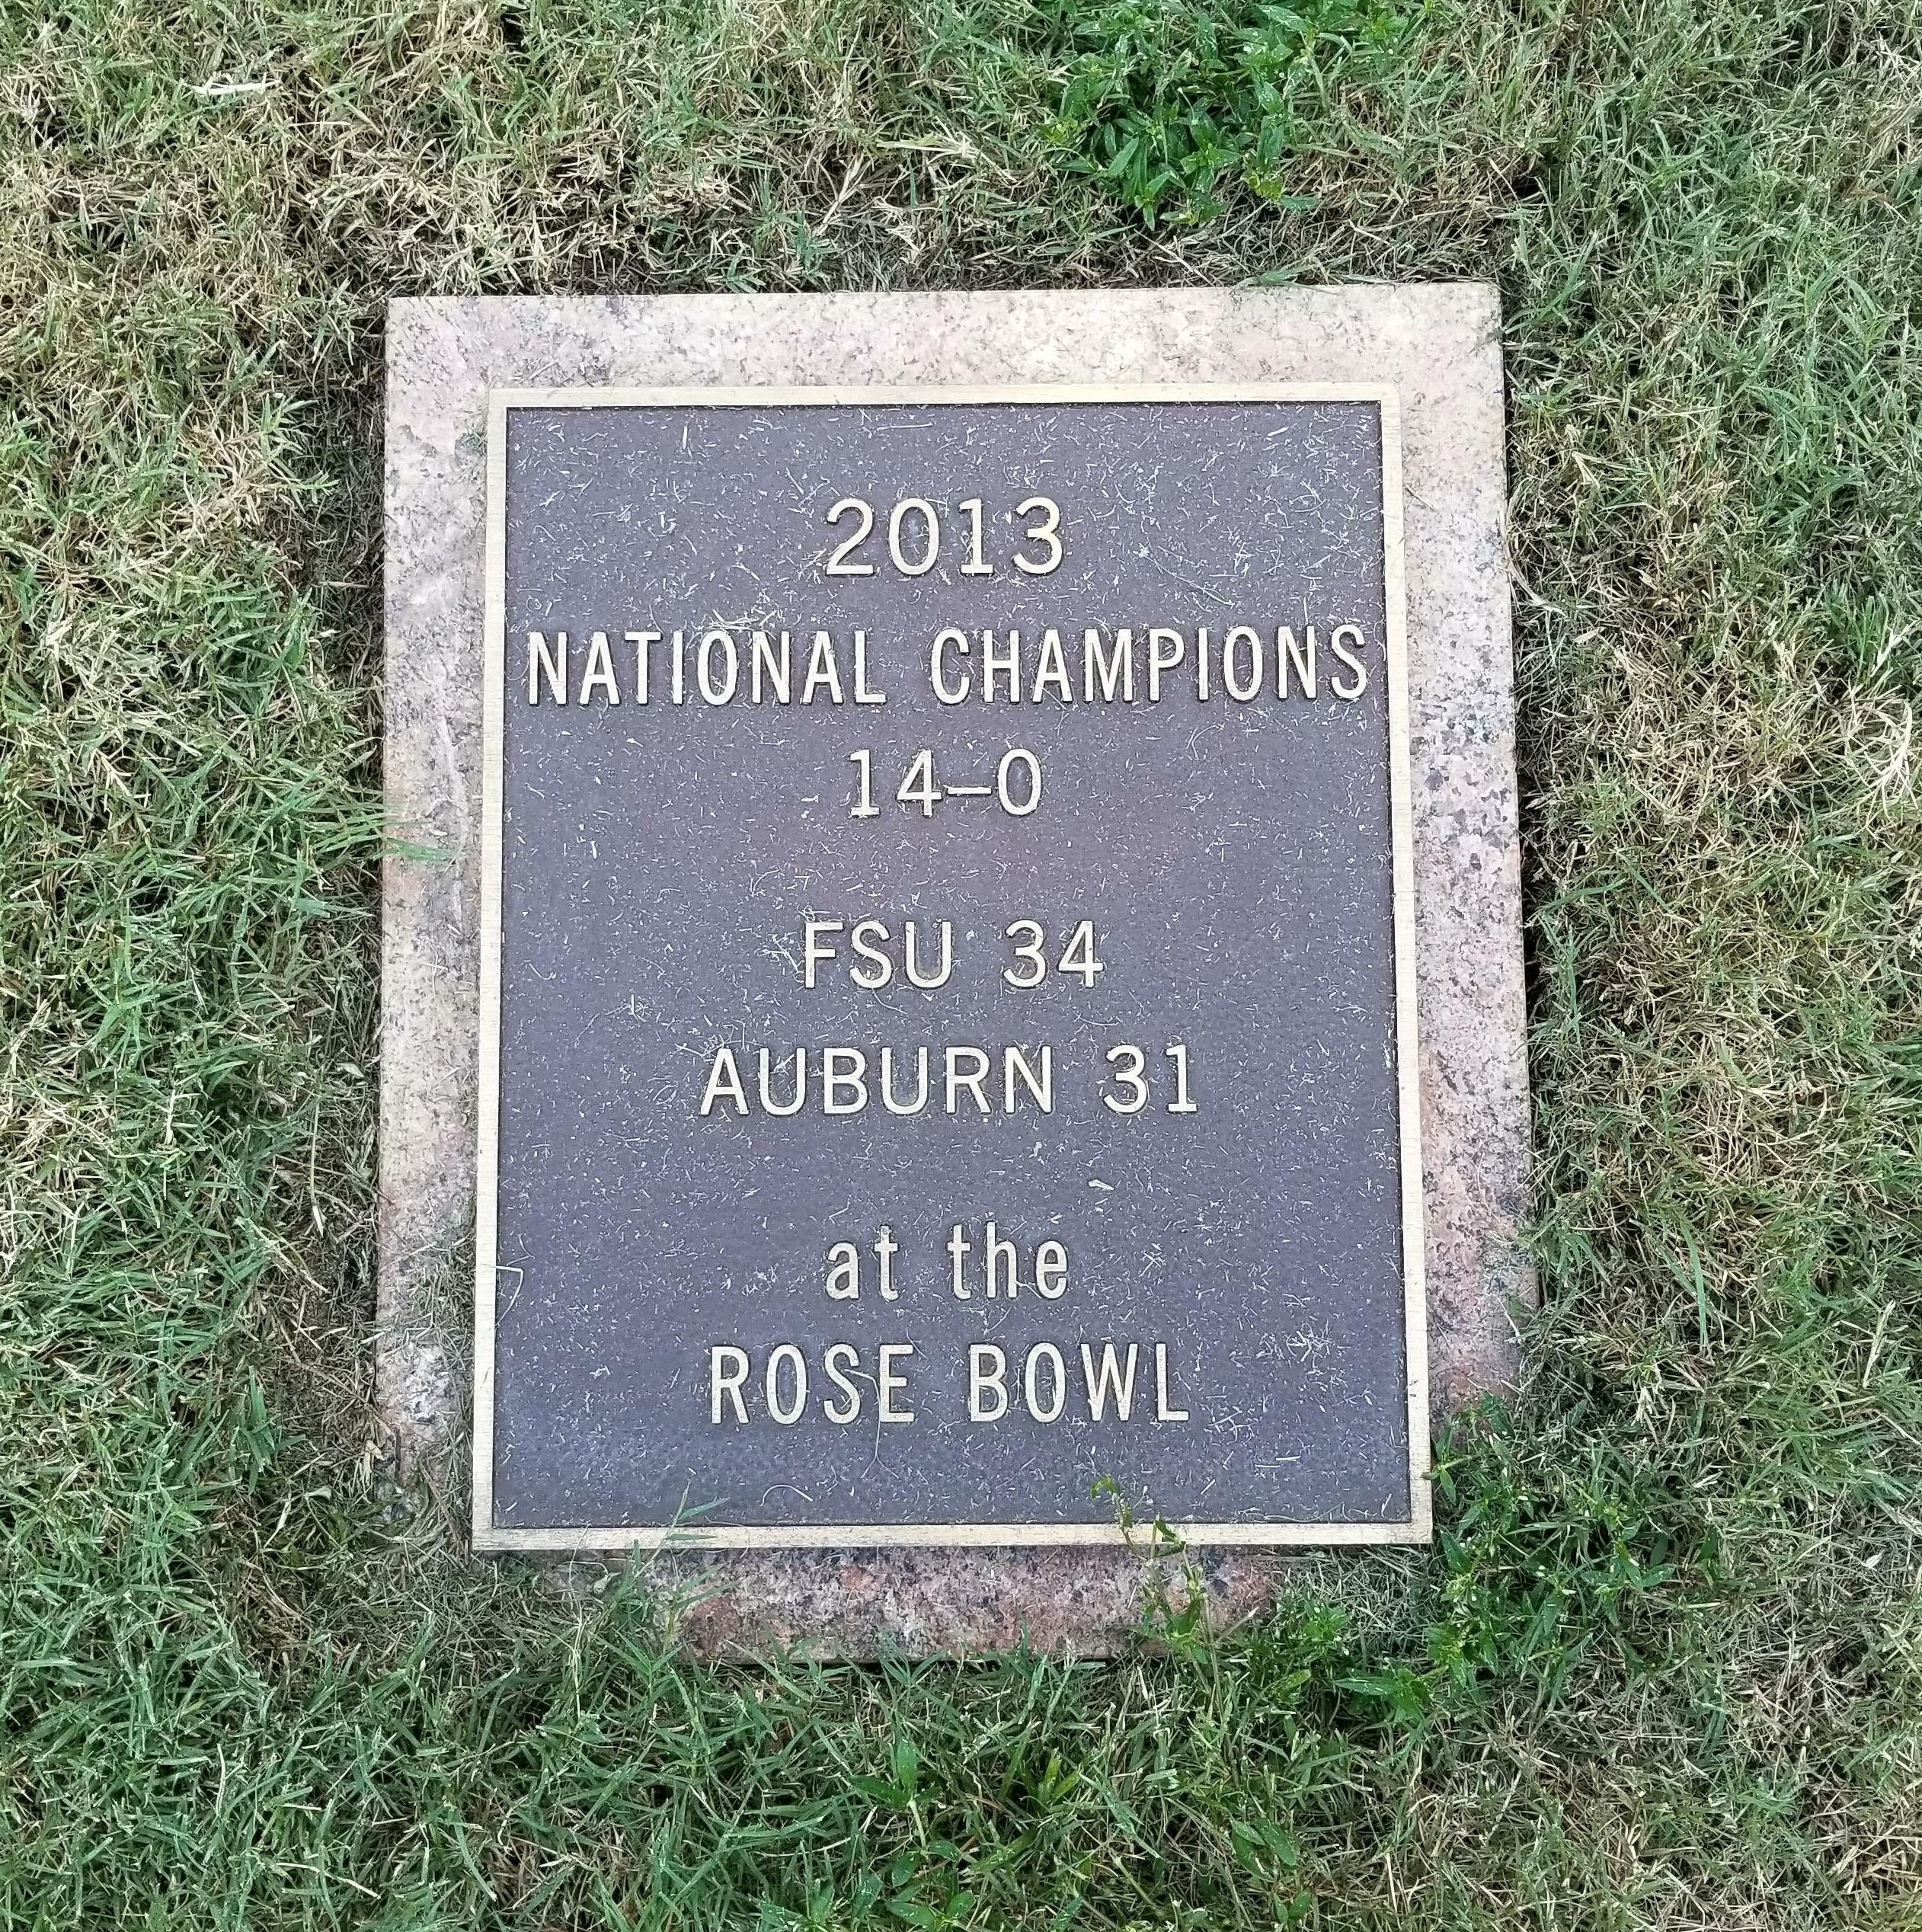 2013
NATIONAL CHAMPIONS
14–0
FSU 34
AUBURN 31
at the
ROSE BOWL